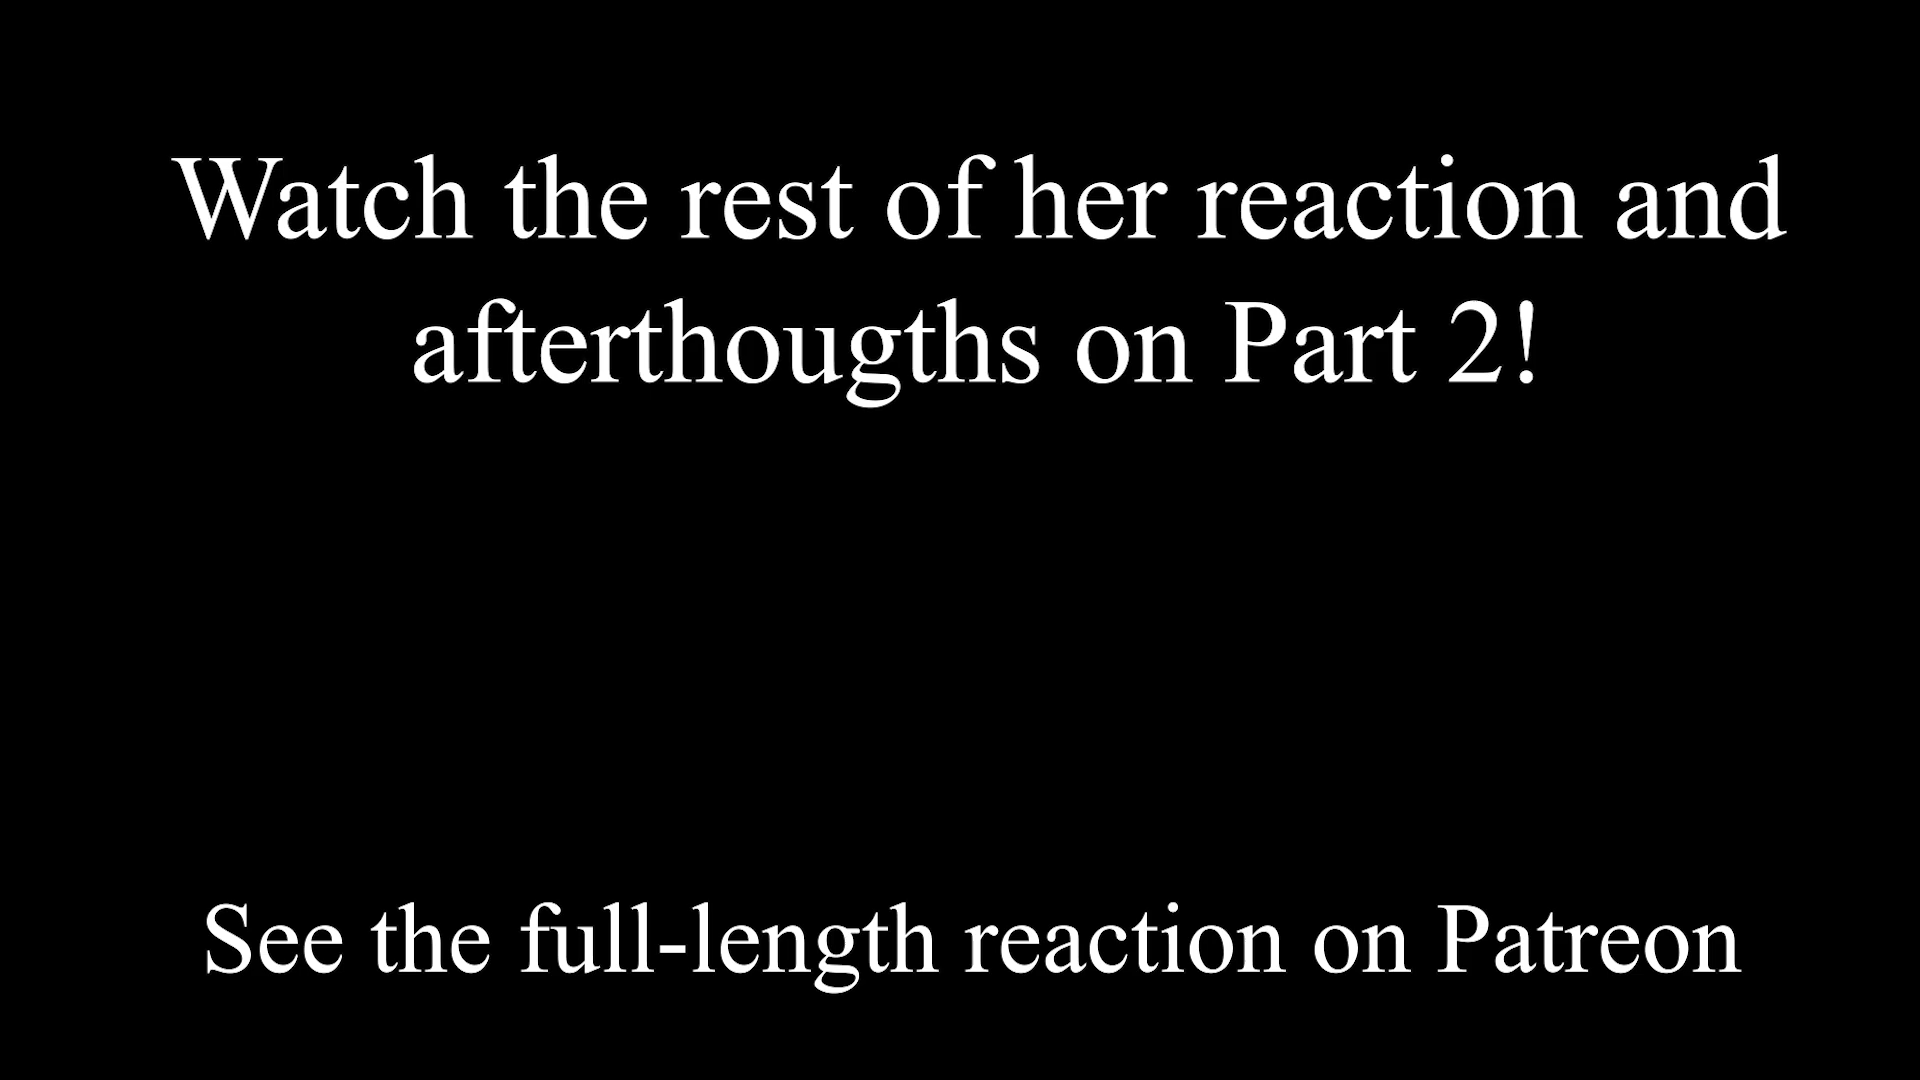 Watch the rest of her reaction and
afterthougths on Part 2!
See the full-length reaction on Patreon